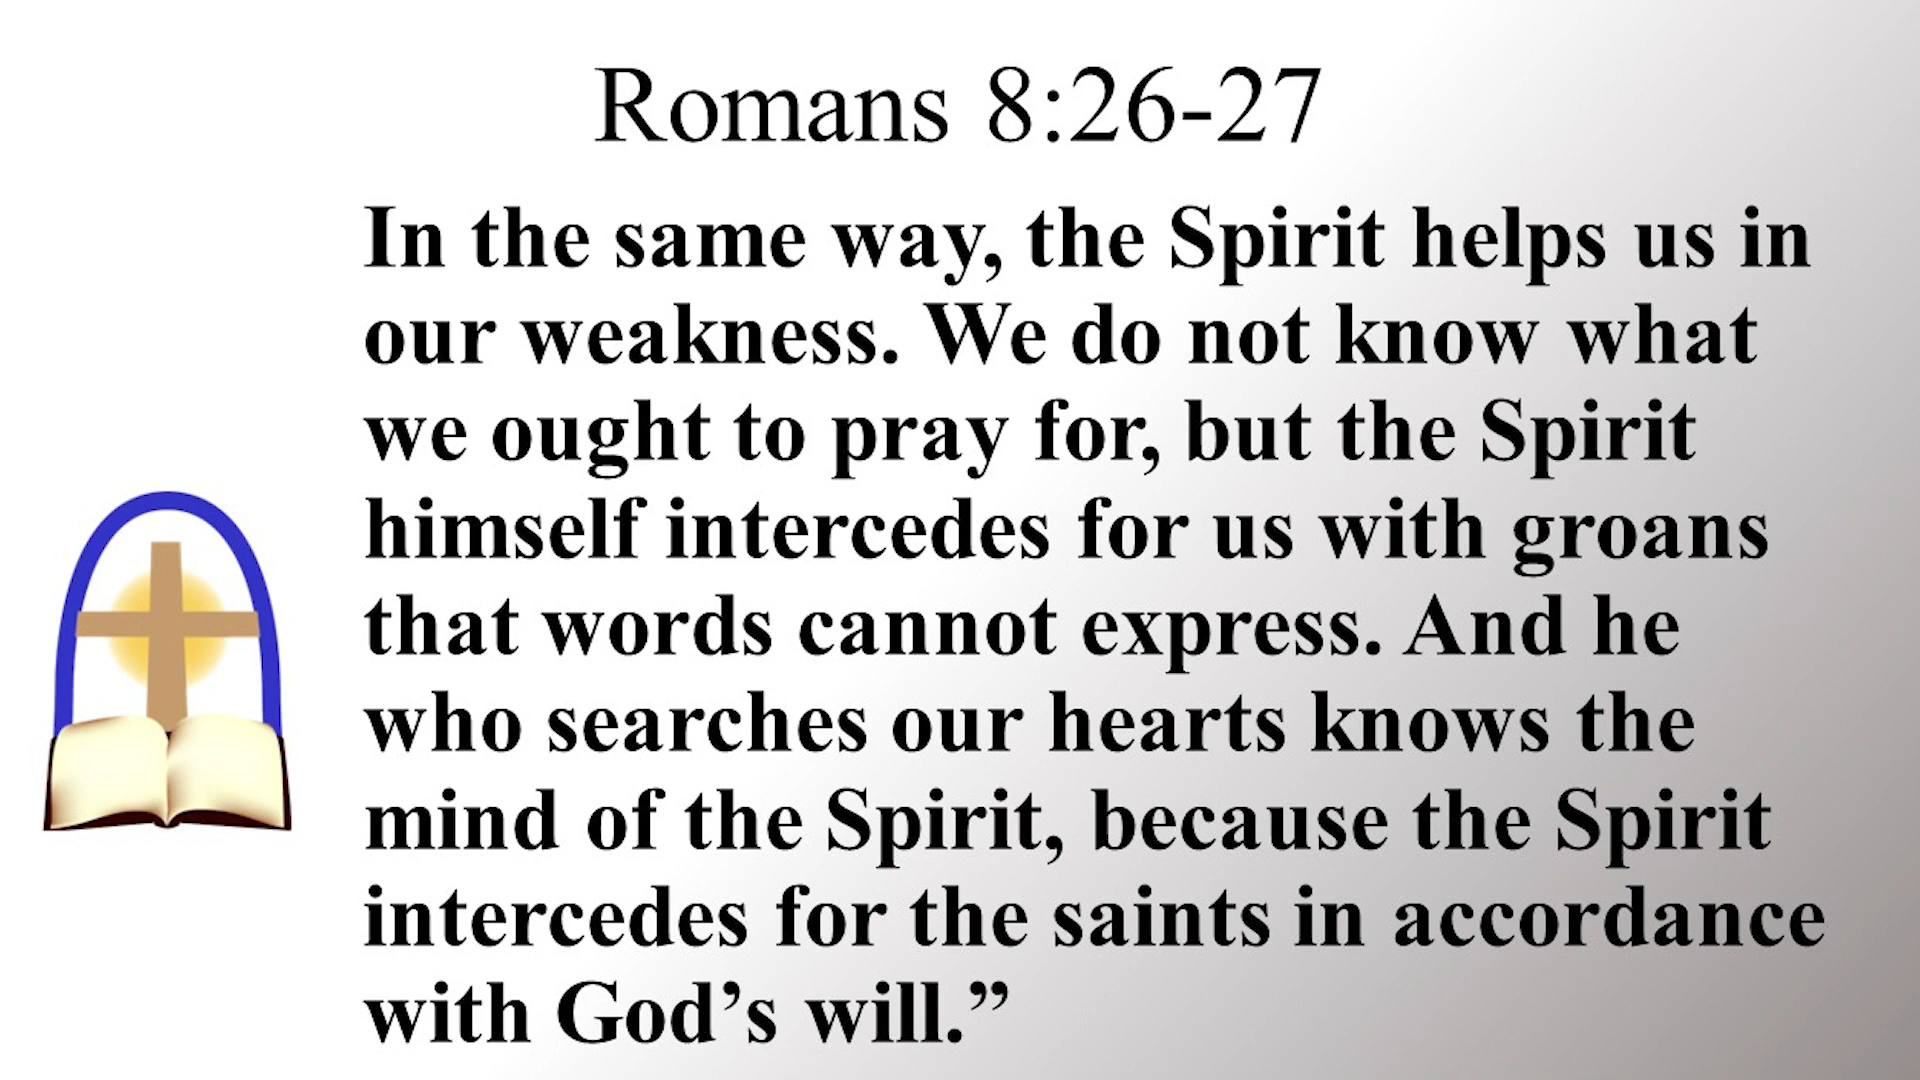 Romans 8:26-27
In the same way, the Spirit helps us in
our weakness. We do not know what
we ought to pray for, but the Spirit
himself intercedes for us with groans
that words cannot express. And he
who searches our hearts knows the
mind of the Spirit, because the Spirit
intercedes for the saints in accordance
with God’s will.”